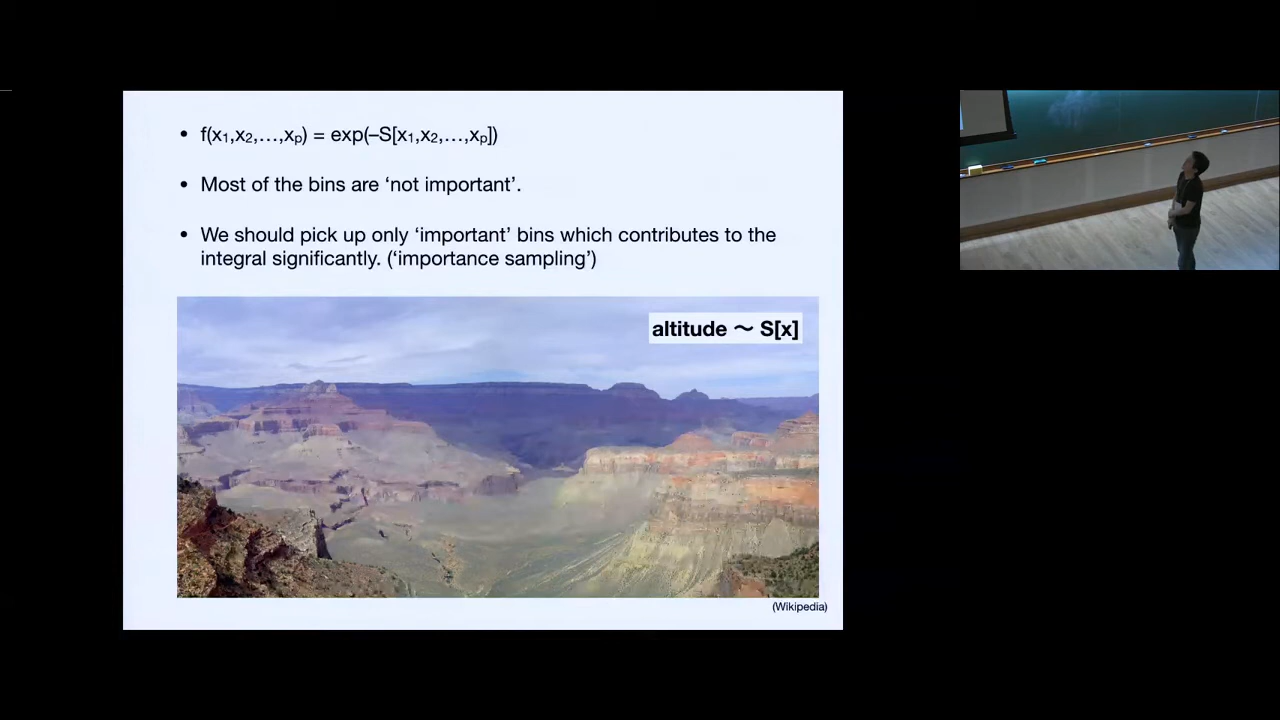 • f(x₁,x₂,…,xₚ) = exp(–S[x₁,x₂,…,xₚ])
• Most of the bins are ‘not important’.
• We should pick up only ‘important’ bins which contributes to the
integral significantly. (‘importance sampling’)
altitude 〜 S[x]
(Wikipedia)